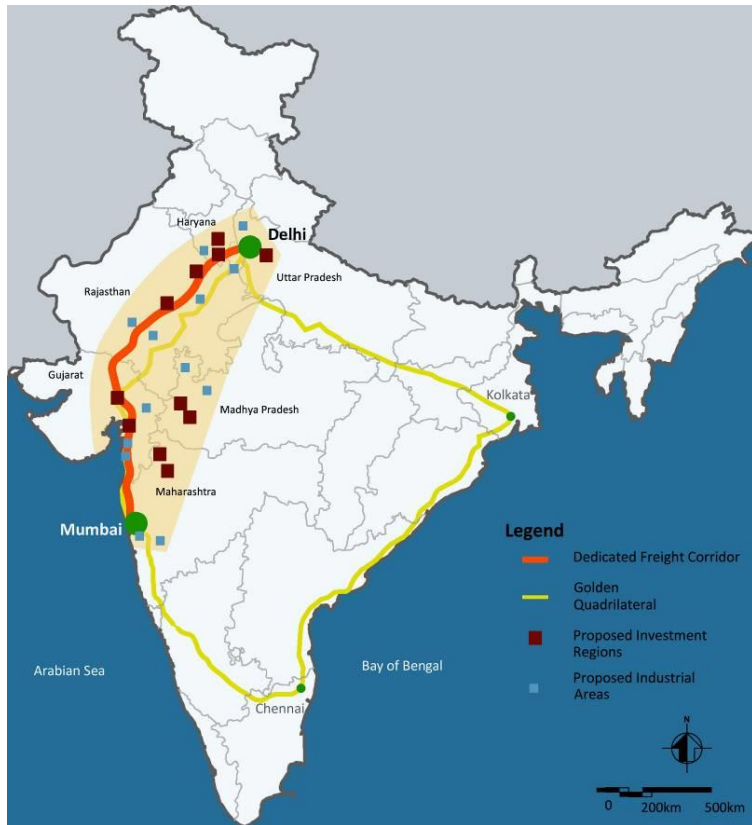 Haryana
Delhi
Uttar Pradesh
Rajasthan
Gujarat
Madhya Pradesh
Kolkata
Maharashtra
Mumbai
Legend
Dedicated Freight Corridor
Golden
Quadrilateral
Proposed Investment
Regions
Proposed Industrial
Areas
Arabian Sea
Bay of Bengal
Chennai
N
0 200km 500km